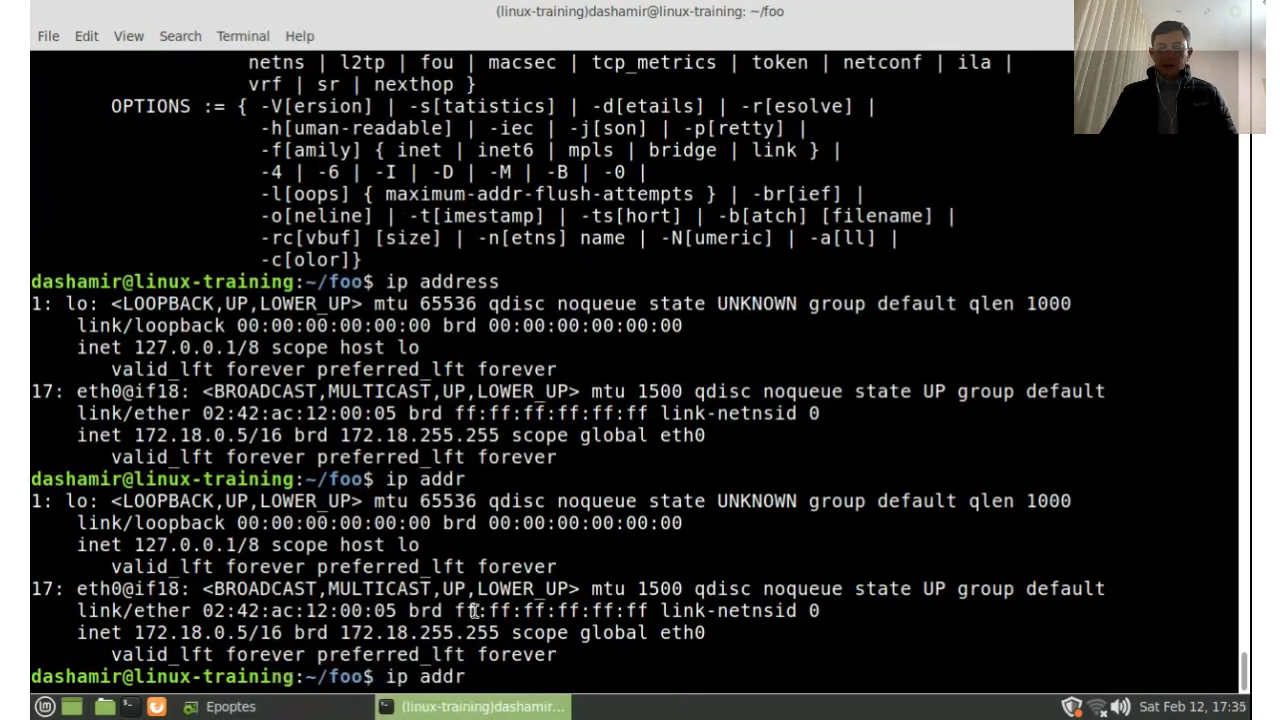 (linux-training)dashamir@linux-training: ~/foo
File Edit View Search Terminal Help
netns | l2tp | fou | macsec | tcp_metrics | token | netconf | ila |
vrf | sr | nexthop }
OPTIONS := { -V[ersion] | -s[tatistics] | -d[etails] | -r[esolve] |
-h[uman-readable] | -iec | -j[son] | -p[retty] |
-f[amily] { inet | inet6 | mpls | bridge | link } |
-4 | -6 | -I | -D | -M | -B | -0 |
-l[oops] { maximum-addr-flush-attempts } | -br[ief] |
-o[neline] | -t[imestamp] | -ts[hort] | -b[atch] [filename] |
-rc[vbuf] [size] | -n[etns] name | -N[umeric] | -a[ll] |
-c[olor]}
dashamir@linux-training:~/foo$ ip address
1: lo: <LOOPBACK,UP,LOWER_UP> mtu 65536 qdisc noqueue state UNKNOWN group default qlen 1000
link/loopback 00:00:00:00:00:00 brd 00:00:00:00:00:00
inet 127.0.0.1/8 scope host lo
valid_lft forever preferred_lft forever
17: eth0@if18: <BROADCAST,MULTICAST,UP,LOWER_UP> mtu 1500 qdisc noqueue state UP group default
link/ether 02:42:ac:12:00:05 brd ff:ff:ff:ff:ff:ff link-netnsid 0
inet 172.18.0.5/16 brd 172.18.255.255 scope global eth0
valid_lft forever preferred_lft forever
dashamir@linux-training:~/foo$ ip addr
1: lo: <LOOPBACK,UP,LOWER_UP> mtu 65536 qdisc noqueue state UNKNOWN group default qlen 1000
link/loopback 00:00:00:00:00:00 brd 00:00:00:00:00:00
inet 127.0.0.1/8 scope host lo
valid_lft forever preferred_lft forever
17: eth0@if18: <BROADCAST,MULTICAST,UP,LOWER_UP> mtu 1500 qdisc noqueue state UP group default
link/ether 02:42:ac:12:00:05 brd ff:ff:ff:ff:ff:ff link-netnsid 0
inet 172.18.0.5/16 brd 172.18.255.255 scope global eth0
valid_lft forever preferred_lft forever
dashamir@linux-training:~/foo$ ip addr
Epoptes (linux-training)dashamir... Sat Feb 12, 17:35